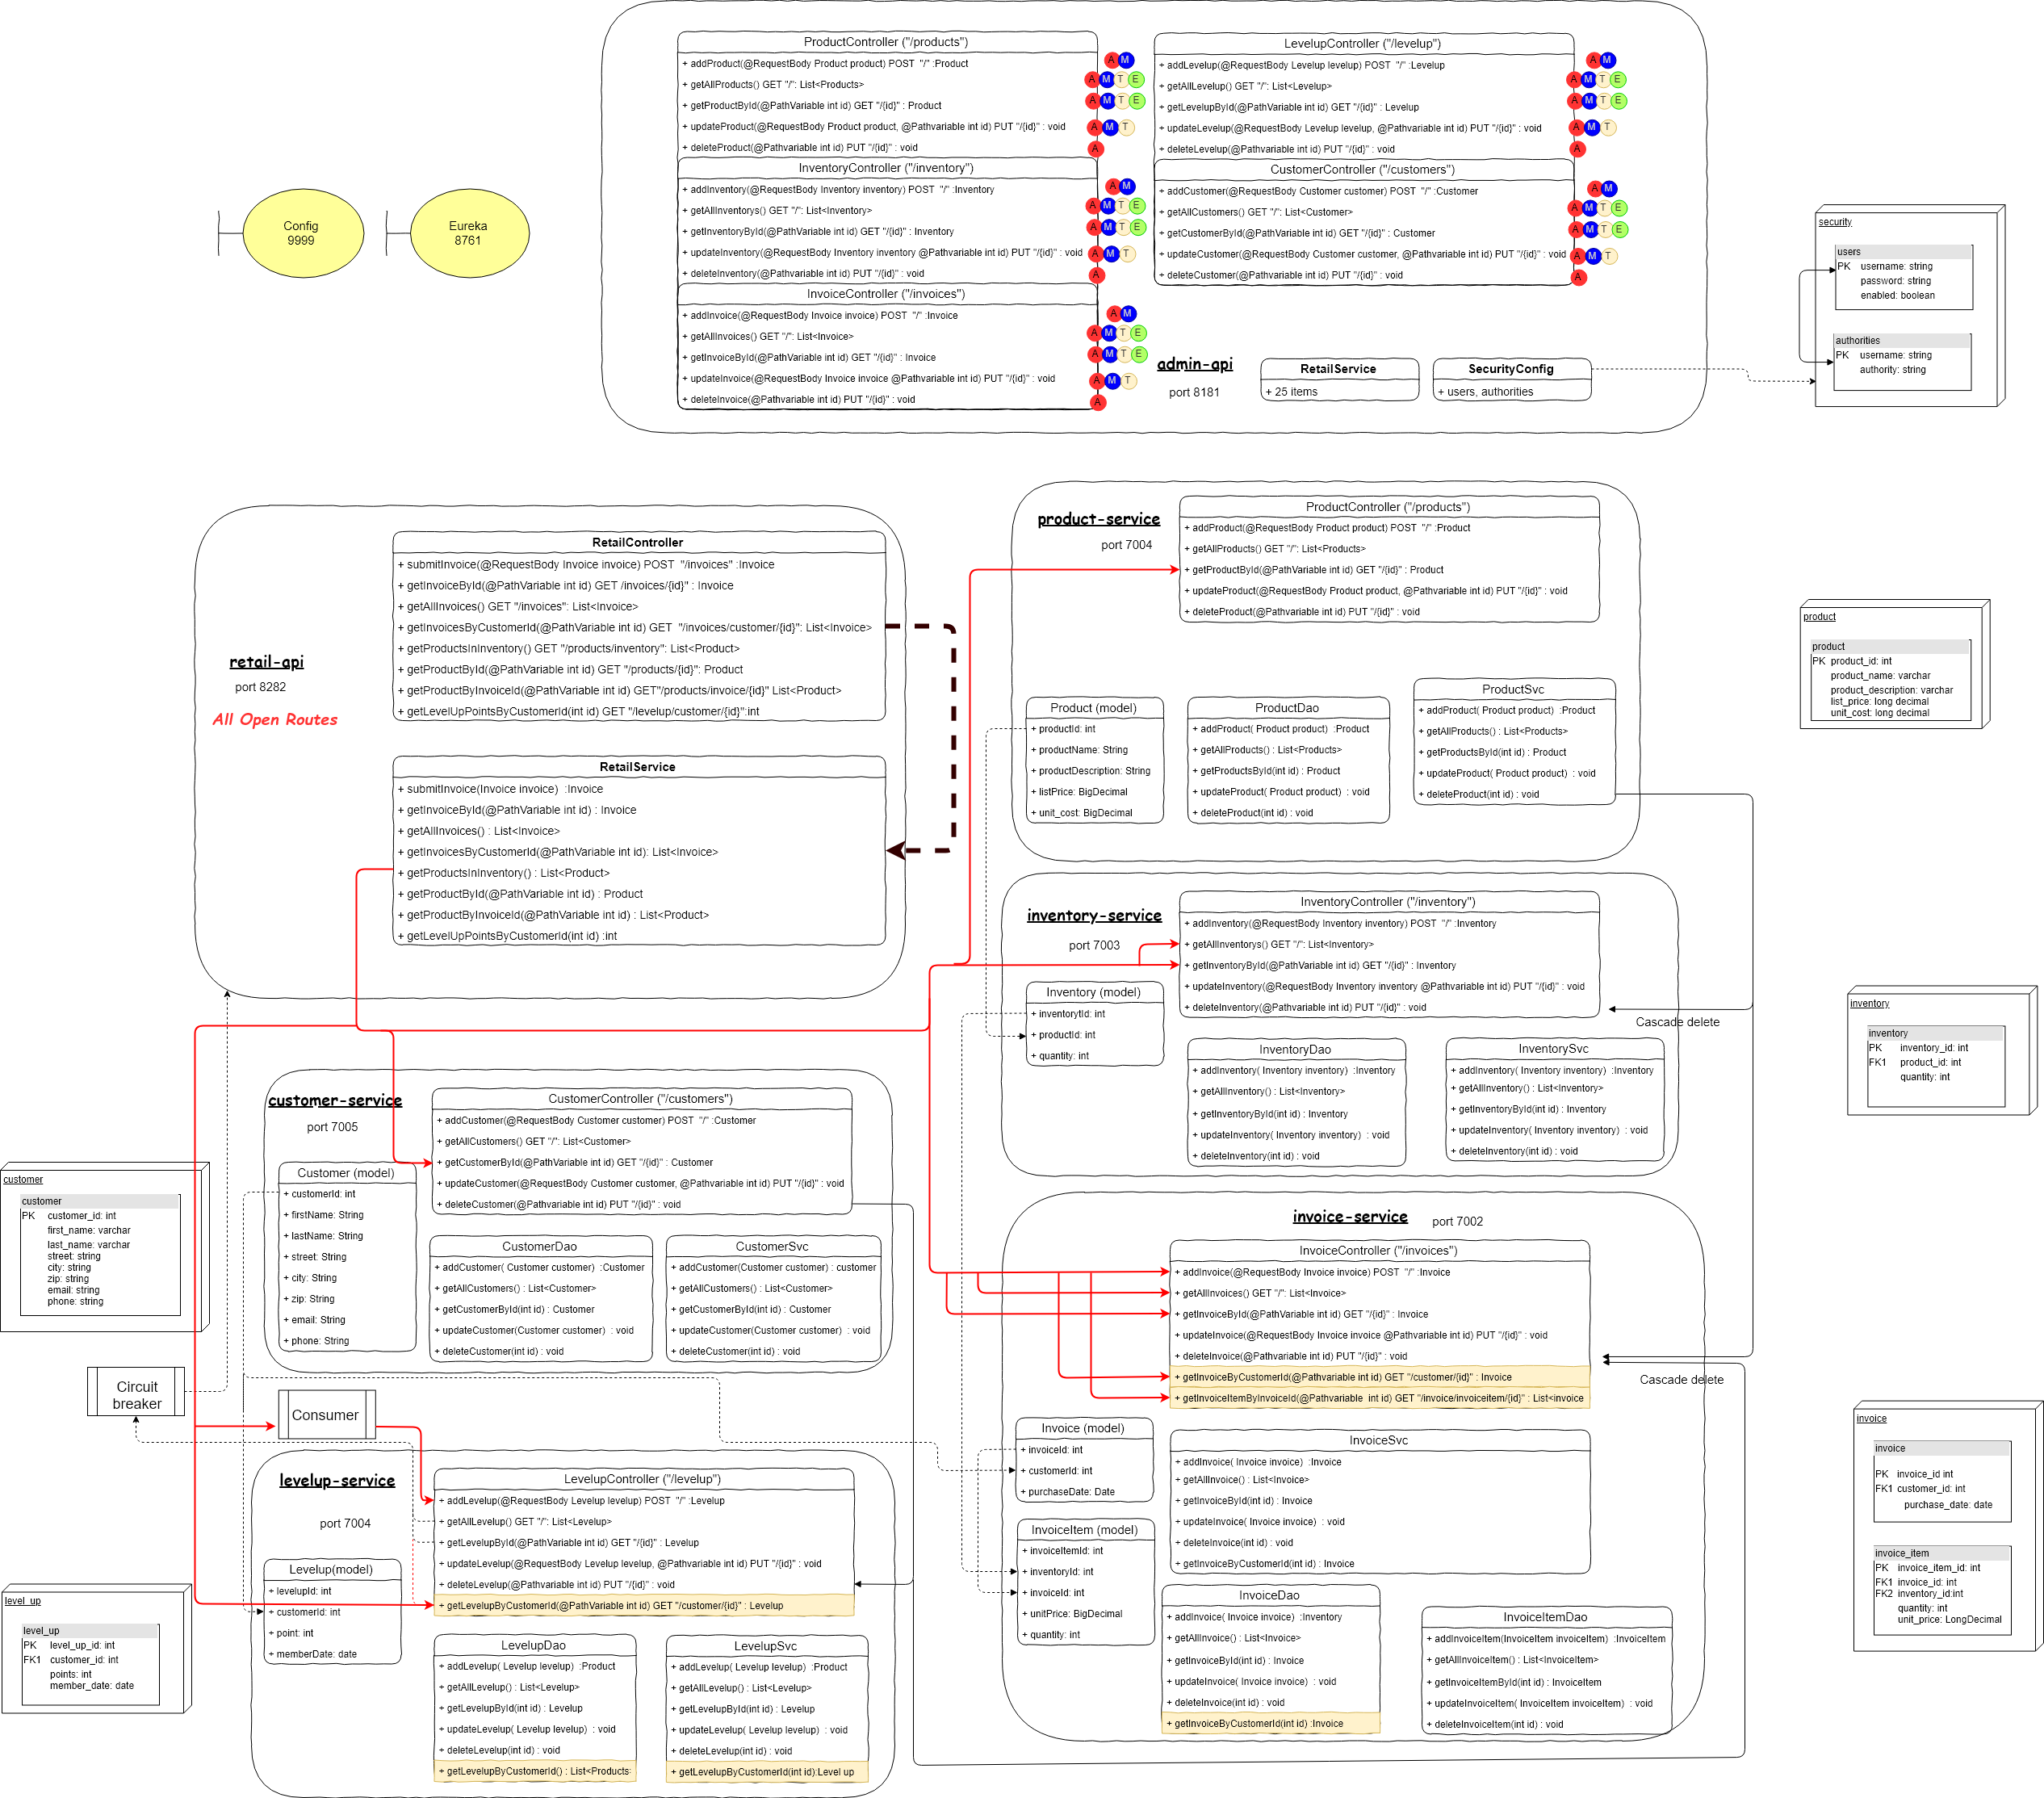 ProductController ("/products")
+ addProduct(@RequestBody Product product) POST "/" :Product
A M
+ getAllProducts() GET "/": List<Products>
A M T E
+ getProductById(@PathVariable int id) GET "/{id}" : Product
A M T E
+ updateProduct(@RequestBody Product product, @Pathvariable int id) PUT "/{id}" : void
A M T
+ deleteProduct(@Pathvariable int id) PUT "/{id}" : void
A
InventoryController ("/inventory")
+ addInventory(@RequestBody Inventory inventory) POST "/" :Inventory
A M
+ getAllInventorys() GET "/": List<Inventory>
A M T E
+ getInventoryById(@PathVariable int id) GET "/{id}" : Inventory
A M T E
+ updateInventory(@RequestBody Inventory inventory @Pathvariable int id) PUT "/{id}" : void
A M T
+ deleteInventory(@Pathvariable int id) PUT "/{id}" : void
A
InvoiceController ("/invoices")
+ addInvoice(@RequestBody Invoice invoice) POST "/" :Invoice
A M
+ getAllInvoices() GET "/": List<Invoice>
A M T E
+ getInvoiceById(@PathVariable int id) GET "/{id}" : Invoice
A M T E
+ updateInvoice(@RequestBody Invoice invoice @Pathvariable int id) PUT "/{id}" : void
A M T
+ deleteInvoice(@Pathvariable int id) PUT "/{id}" : void
A
LevelupController ("/levelup")
+ addLevelup(@RequestBody Levelup levelup) POST "/" :Levelup
A M
+ getAllLevelup() GET "/": List<Levelup>
A M T E
+ getLevelupById(@PathVariable int id) GET "/{id}" : Levelup
A M T E
+ updateLevelup(@RequestBody Levelup levelup, @Pathvariable int id) PUT "/{id}" : void
A M T
+ deleteLevelup(@Pathvariable int id) PUT "/{id}" : void
A
CustomerController ("/customers")
+ addCustomer(@RequestBody Customer customer) POST "/" :Customer
A M
+ getAllCustomers() GET "/": List<Customer>
A M T E
+ getCustomerById(@PathVariable int id) GET "/{id}" : Customer
A M T E
+ updateCustomer(@RequestBody Customer customer, @Pathvariable int id) PUT "/{id}" : void
A M T
+ deleteCustomer(@Pathvariable int id) PUT "/{id}" : void
A
admin-api
port 8181
RetailService
+ 25 items
SecurityConfig
+ users, authorities
Config
9999
Eureka
8761
security
users
PK username: string
password: string
enabled: boolean
authorities
PK username: string
authority: string
retail-api
port 8282
All Open Routes
RetailController
+ submitInvoice(@RequestBody Invoice invoice) POST "/invoices" :Invoice
+ getInvoiceById(@PathVariable int id) GET /invoices/{id}" : Invoice
+ getAllInvoices() GET "/invoices": List<Invoice>
+ getInvoicesByCustomerId(@PathVariable int id) GET "/invoices/customer/{id}": List<Invoice>
+ getProductsInInventory() GET "/products/inventory": List<Product>
+ getProductById(@PathVariable int id) GET "/products/{id}": Product
+ getProductByInvoiceId(@PathVariable int id) GET"/products/invoice/{id}" List<Product>
+ getLevelUpPointsByCustomerId(int id) GET "/levelup/customer/{id}":int
RetailService
+ submitInvoice(Invoice invoice) :Invoice
+ getInvoiceById(@PathVariable int id) : Invoice
+ getAllInvoices() : List<Invoice>
+ getInvoicesByCustomerId(@PathVariable int id): List<Invoice>
+ getProductsInInventory() : List<Product>
+ getProductById(@PathVariable int id) : Product
+ getProductByInvoiceId(@PathVariable int id) : List<Product>
+ getLevelUpPointsByCustomerId(int id) :int
product-service
port 7004
ProductController ("/products")
+ addProduct(@RequestBody Product product) POST "/" :Product
+ getAllProducts() GET "/": List<Products>
+ getProductById(@PathVariable int id) GET "/{id}" : Product
+ updateProduct(@RequestBody Product product, @Pathvariable int id) PUT "/{id}" : void
+ deleteProduct(@Pathvariable int id) PUT "/{id}" : void
Product (model)
+ productId: int
+ productName: String
+ productDescription: String
+ listPrice: BigDecimal
+ unit_cost: BigDecimal
ProductDao
+ addProduct( Product product) :Product
+ getAllProducts() : List<Products>
+ getProductsById(int id) : Product
+ updateProduct( Product product) : void
+ deleteProduct(int id) : void
ProductSvc
+ addProduct( Product product) :Product
+ getAllProducts() : List<Products>
+ getProductsById(int id) : Product
+ updateProduct( Product product) : void
+ deleteProduct(int id) : void
product
product
PK product_id: int
product_name: varchar
product_description: varchar
list_price: long decimal
unit_cost: long decimal
inventory-service
port 7003
InventoryController ("/inventory")
+ addInventory(@RequestBody Inventory inventory) POST "/" :Inventory
+ getAllInventorys() GET "/": List<Inventory>
+ getInventoryById(@PathVariable int id) GET "/{id}" : Inventory
+ updateInventory(@RequestBody Inventory inventory @Pathvariable int id) PUT "/{id}" : void
+ deleteInventory(@Pathvariable int id) PUT "/{id}" : void
Cascade delete
Inventory (model)
+ inventorytId: int
+ productId: int
+ quantity: int
InventoryDao
+ addInventory( Inventory inventory) :Inventory
+ getAllInventory() : List<Inventory>
+ getInventoryById(int id) : Inventory
+ updateInventory( Inventory inventory) : void
+ deleteInventory(int id) : void
InventorySvc
+ addInventory( Inventory inventory) :Inventory
+ getAllInventory() : List<Inventory>
+ getInventoryById(int id) : Inventory
+ updateInventory( Inventory inventory) : void
+ deleteInventory(int id) : void
inventory
inventory
PK inventory_id: int
FK1 product_id: int
quantity: int
customer-service
port 7005
CustomerController ("/customers")
+ addCustomer(@RequestBody Customer customer) POST "/" :Customer
+ getAllCustomers() GET "/": List<Customer>
+ getCustomerById(@PathVariable int id) GET "/{id}" : Customer
+ updateCustomer(@RequestBody Customer customer, @Pathvariable int id) PUT "/{id}" : void
+ deleteCustomer(@Pathvariable int id) PUT "/{id}" : void
Customer (model)
+ customerId: int
+ firstName: String
+ lastName: String
+ street: String
+ city: String
+ zip: String
+ email: String
+ phone: String
CustomerDao
+ addCustomer( Customer customer) :Customer
+ getAllCustomers() : List<Customer>
+ getCustomerById(int id) : Customer
+ updateCustomer(Customer customer) : void
+ deleteCustomer(int id) : void
CustomerSvc
+ addCustomer(Customer customer) : customer
+ getAllCustomers() : List<Customer>
+ getCustomerById(int id) : Customer
+ updateCustomer(Customer customer) : void
+ deleteCustomer(int id) : void
customer
customer
PK customer_id: int
first_name: varchar
last_name: varchar
street: string
city: string
zip: string
email: string
phone: string
Circuit
breaker
Consumer
invoice-service
port 7002
InvoiceController ("/invoices")
+ addInvoice(@RequestBody Invoice invoice) POST "/" :Invoice
+ getAllInvoices() GET "/": List<Invoice>
+ getInvoiceById(@PathVariable int id) GET "/{id}" : Invoice
+ updateInvoice(@RequestBody Invoice invoice @Pathvariable int id) PUT "/{id}" : void
+ deleteInvoice(@Pathvariable int id) PUT "/{id}" : void
+ getInvoiceByCustomerId(@Pathvariable int id) GET "/customer/{id}" : Invoice
+ getInvoiceItemByInvoiceId(@Pathvariable int id) GET "/invoice/invoiceitem/{id}" : List<invoice
Cascade delete
Invoice (model)
+ invoiceId: int
+ customerId: int
+ purchaseDate: Date
InvoiceItem (model)
+ invoiceItemId: int
+ inventoryId: int
+ invoiceId: int
+ unitPrice: BigDecimal
+ quantity: int
InvoiceSvc
+ addInvoice( Invoice invoice) :Invoice
+ getAllInvoice() : List<Invoice>
+ getInvoiceById(int id) : Invoice
+ updateInvoice( Invoice invoice) : void
+ deleteInvoice(int id) : void
+ getInvoiceByCustomerId(int id) : Invoice
InvoiceDao
+ addInvoice( Invoice invoice) :Inventory
+ getAllInvoice() : List<Invoice>
+ getInvoiceById(int id) : Invoice
+ updateInvoice( Invoice invoice) : void
+ deleteInvoice(int id) : void
+ getInvoiceByCustomerId(int id) :Invoice
InvoiceItemDao
+ addInvoiceItem(InvoiceItem invoiceItem) :InvoiceItem
+ getAllInvoiceItem() : List<InvoiceItem>
+ getInvoiceItemById(int id) : InvoiceItem
+ updateInvoiceItem( InvoiceItem invoiceItem) : void
+ deleteInvoiceItem(int id) : void
invoice
invoice
PK invoice_id int
FK1 customer_id: int
purchase_date: date
invoice_item
PK invoice_item_id: int
FK1 invoice_id: int
FK2 inventory_id:int
quantity: int
unit_price: LongDecimal
levelup-service
port 7004
LevelupController ("/levelup")
+ addLevelup(@RequestBody Levelup levelup) POST "/" :Levelup
+ getAllLevelup() GET "/": List<Levelup>
+ getLevelupById(@PathVariable int id) GET "/{id}" : Levelup
+ updateLevelup(@RequestBody Levelup levelup, @Pathvariable int id) PUT "/{id}" : void
+ deleteLevelup(@Pathvariable int id) PUT "/{id}" : void
+ getLevelupByCustomerId(@PathVariable int id) GET "/customer/{id}" : Levelup
Levelup(model)
+ levelupId: int
+ customerId: int
+ point: int
+ memberDate: date
LevelupDao
+ addLevelup( Levelup levelup) :Product
+ getAllLevelup() : List<Levelup>
+ getLevelupById(int id) : Levelup
+ updateLevelup( Levelup levelup) : void
+ deleteLevelup(int id) : void
+ getLevelupByCustomerId() : List<Products>
LevelupSvc
+ addLevelup( Levelup levelup) :Product
+ getAllLevelup() : List<Levelup>
+ getLevelupById(int id) : Levelup
+ updateLevelup( Levelup levelup) : void
+ deleteLevelup(int id) : void
+ getLevelupByCustomerId(int id):Level up
level_up
level_up
PK level_up_id: int
FK1 customer_id: int
points: int
member_date: date